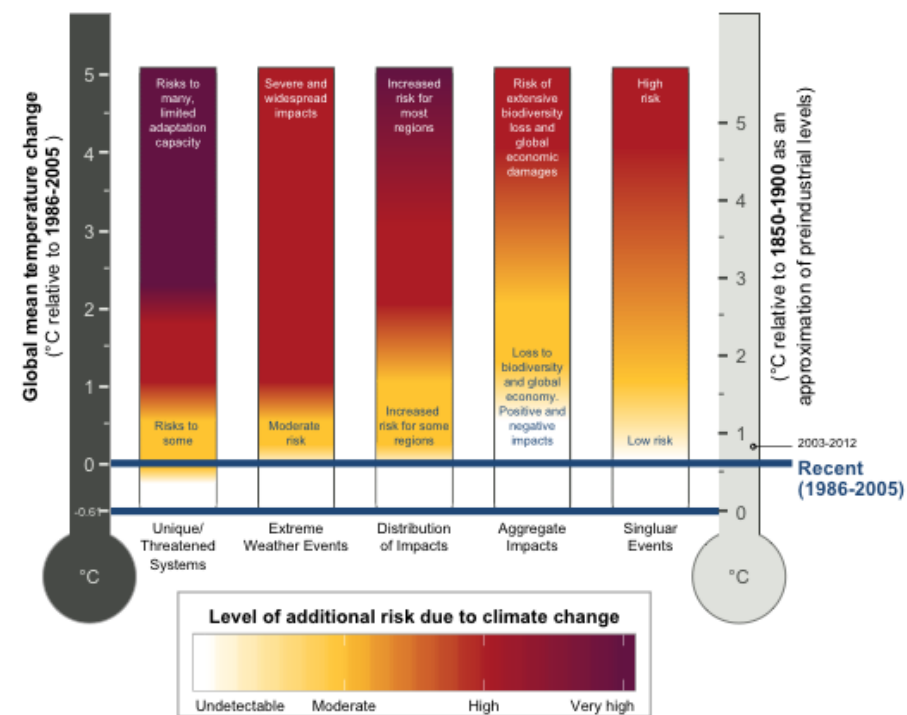 Global mean temperature change
(°C relative to 1986-2005)
5
4
3
2
1
0
-0.61
°C
Risks to
many,
limited
adaptation
capacity
Risks to
some
Unique/
Threatened
Systems
Severe and
widespread
impacts
Moderate
risk
Extreme
Weather Events
Increased
risk for
most
regions
Increased
risk for some
regions
Distribution
of Impacts
Risk of
extensive
biodiversity
loss and
global
economic
damages
Loss to
biodiversity
and global
economy.
Positive and
negative
impacts
Aggregate
Impacts
High
risk
Low risk
Singluar
Events
5
4
3
2
1
0
°C
(°C relative to 1850-1900 as an
approximation of preindustrial levels)
2003-2012
Recent
(1986-2005)
Level of additional risk due to climate change
Undetectable Moderate High Very high